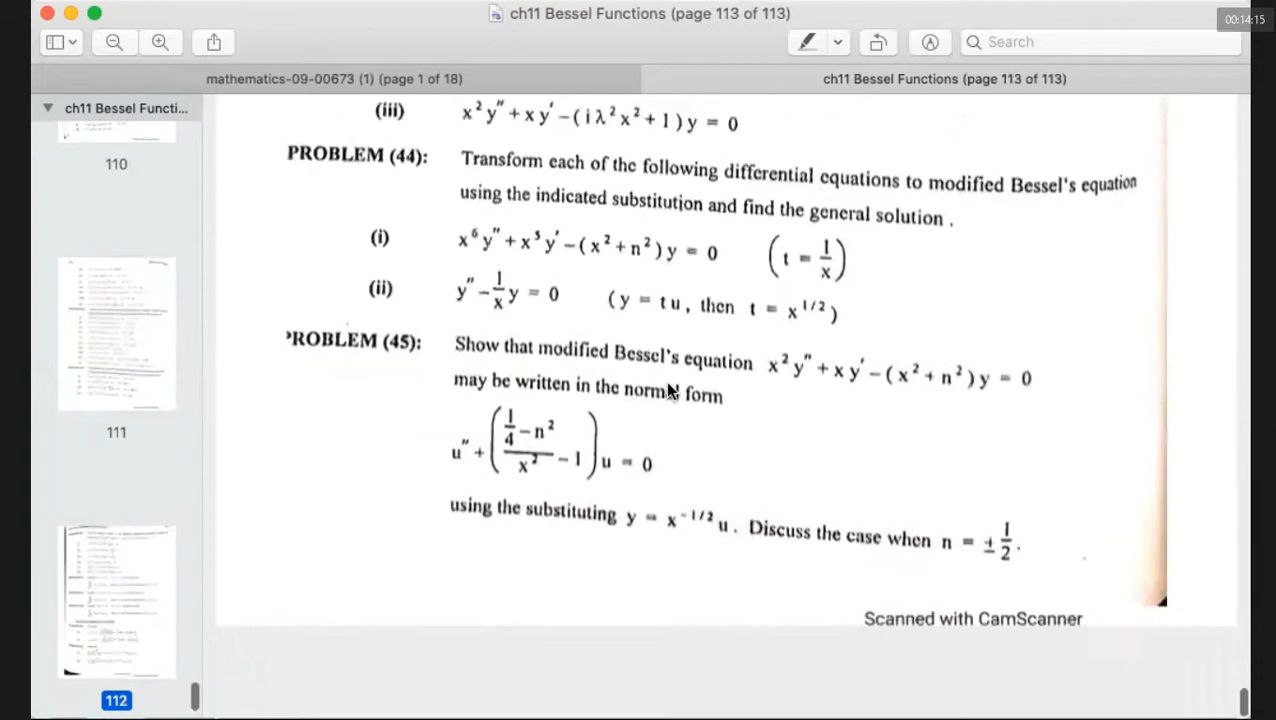 ch11 Bessel Functions (page 113 of 113)
00:14:15
Search
mathematics-09-00673 (1) (page 1 of 18)
ch11 Bessel Functions (page 113 of 113)
ch11 Bessel Functi...
110
111
112
(iii) x²y″ + xy′ − (iλ²x² + 1)y = 0
PROBLEM (44): Transform each of the following differential equations to modified Bessel's equation
using the indicated substitution and find the general solution .
(i) x⁶y″ + x⁵y′ − (x² + n²)y = 0 (t = 1/x)
(ii) y″ − 1/x y = 0 (y = tu, then t = x^1/2)
’ROBLEM (45): Show that modified Bessel's equation x²y″ + xy′ − (x² + n²)y = 0
may be written in the normal form
u″ + ((1/4 − n²)/x² − 1)u = 0
using the substituting y = x^−1/2 u . Discuss the case when n = ± 1/2 .
Scanned with CamScanner